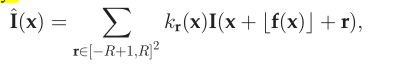 Î(x) = ∑_{r∈[−R+1,R]²} k_r(x)I(x + ⌊f(x)⌋ + r),